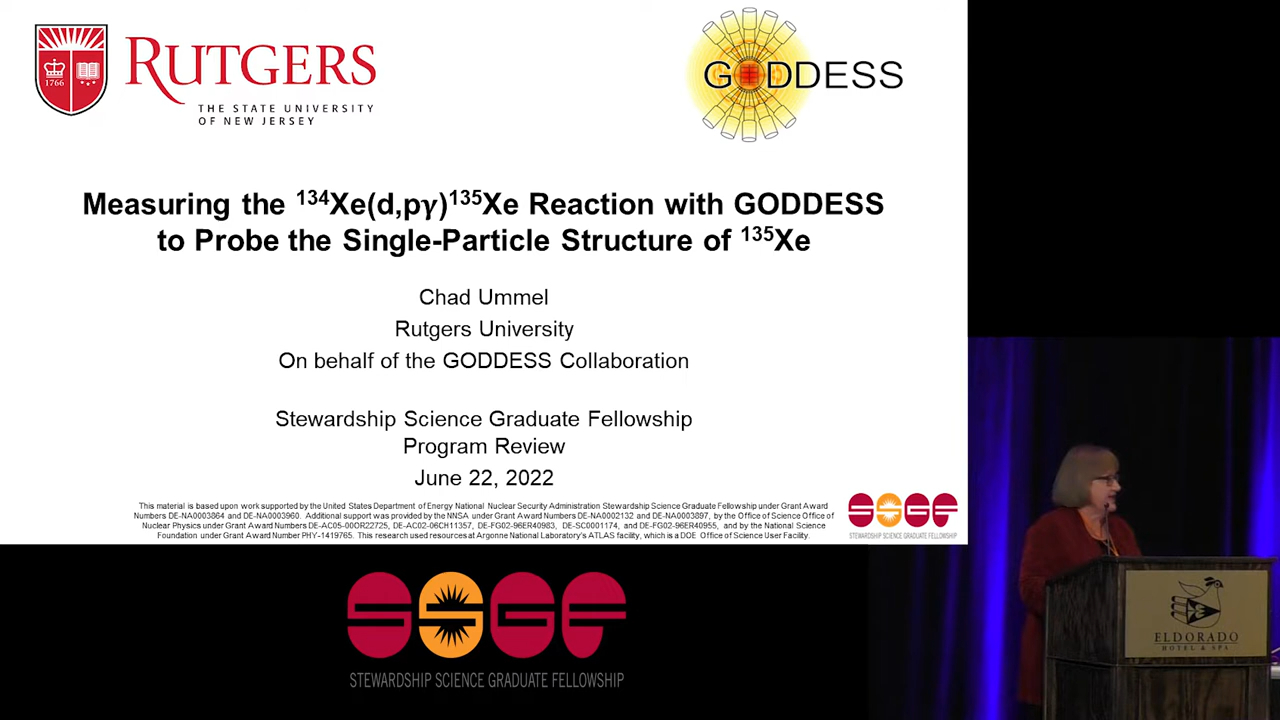 1766
RUTGERS
THE STATE UNIVERSITY
OF NEW JERSEY
GODDESS
Measuring the ¹³⁴Xe(d,pγ)¹³⁵Xe Reaction with GODDESS
to Probe the Single-Particle Structure of ¹³⁵Xe
Chad Ummel
Rutgers University
On behalf of the GODDESS Collaboration
Stewardship Science Graduate Fellowship
Program Review
June 22, 2022
This material is based upon work supported by the United States Department of Energy National Nuclear Security Administration Stewardship Science Graduate Fellowship under Grant Award
Numbers DE-NA0003864 and DE-NA0003960. Additional support was provided by the NNSA under Grant Award Numbers DE-NA0002132 and DE-NA0003897, by the Office of Science Office of
Nuclear Physics under Grant Award Numbers DE-AC05-00OR22725, DE-AC02-06CH11357, DE-FG02-96ER40983, DE-SC0001174, and DE-FG02-96ER40955, and by the National Science
Foundation under Grant Award Number PHY-1419765. This research used resources at Argonne National Laboratory's ATLAS facility, which is a DOE Office of Science User Facility.
SSGF
STEWARDSHIP SCIENCE GRADUATE FELLOWSHIP
SSGF
STEWARDSHIP SCIENCE GRADUATE FELLOWSHIP
ELDORADO
HOTEL & SPA